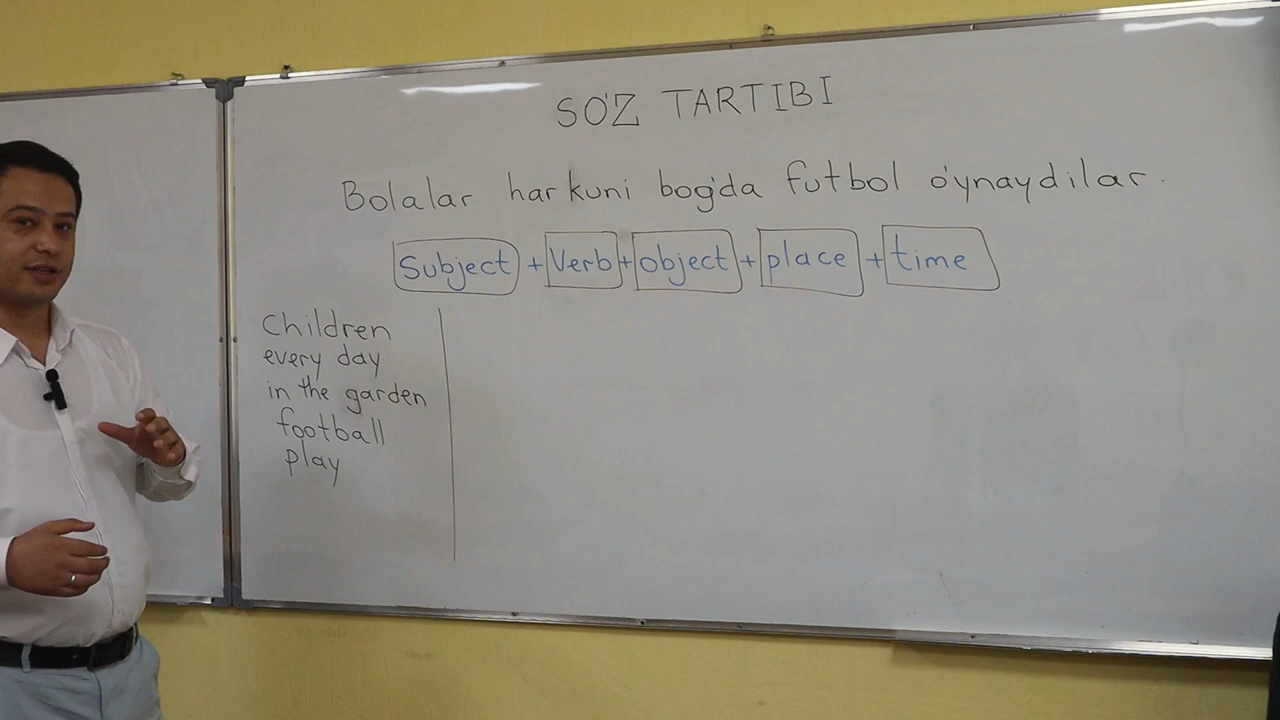 SO'Z TARTIBI
Bolalar har kuni bog'da futbol o'ynaydilar.
Subject + Verb + object + place + time
Children
every day
in the garden
football
play